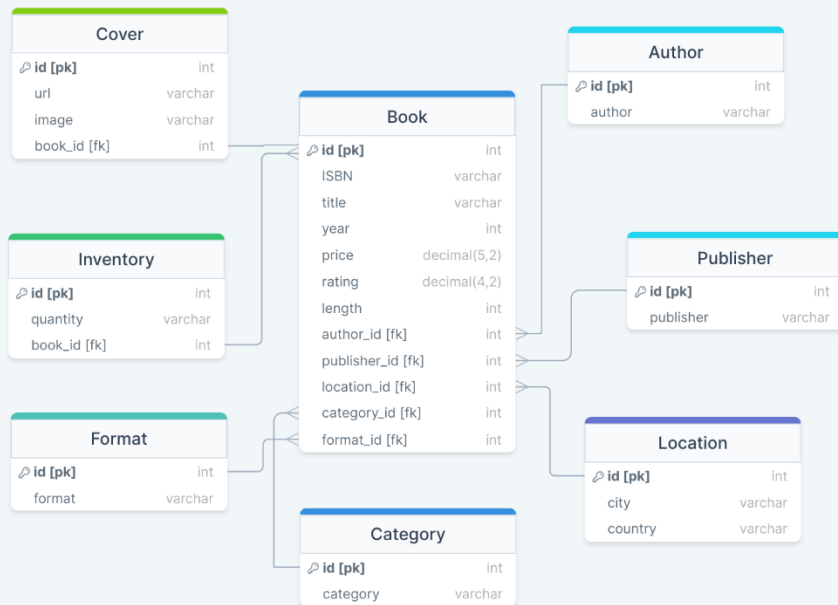 Cover
id [pk] int
url varchar
image varchar
book_id [fk] int
Inventory
id [pk] int
quantity varchar
book_id [fk] int
Format
id [pk] int
format varchar
Book
id [pk] int
ISBN varchar
title varchar
year int
price decimal(5,2)
rating decimal(4,2)
length int
author_id [fk] int
publisher_id [fk] int
location_id [fk] int
category_id [fk] int
format_id [fk] int
Category
id [pk] int
category varchar
Author
id [pk] int
author varchar
Publisher
id [pk] int
publisher varchar
Location
id [pk] int
city varchar
country varchar